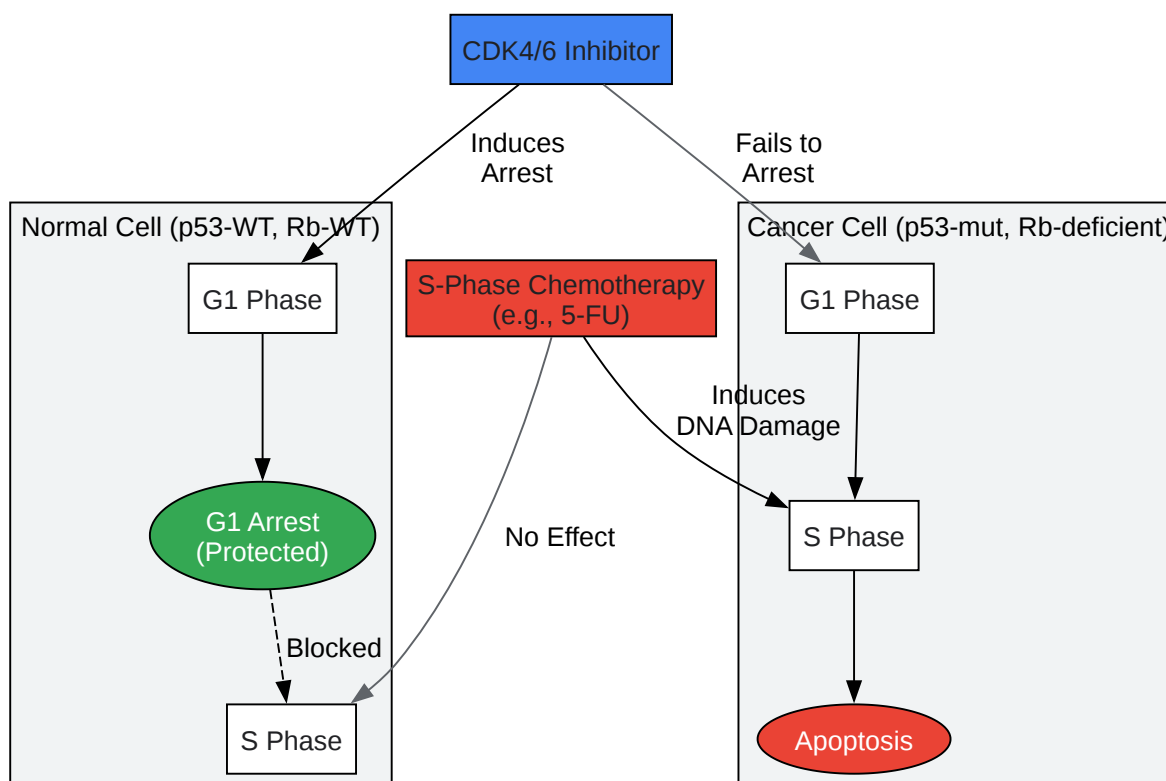 CDK4/6 Inhibitor
Induces
Arrest
Fails to
Arrest
Normal Cell (p53-WT, Rb-WT)
Cancer Cell (p53-mut, Rb-deficient)
G1 Phase
S-Phase Chemotherapy
(e.g., 5-FU)
G1 Phase
Induces
DNA Damage
G1 Arrest
(Protected)
No Effect
S Phase
Blocked
S Phase
Apoptosis